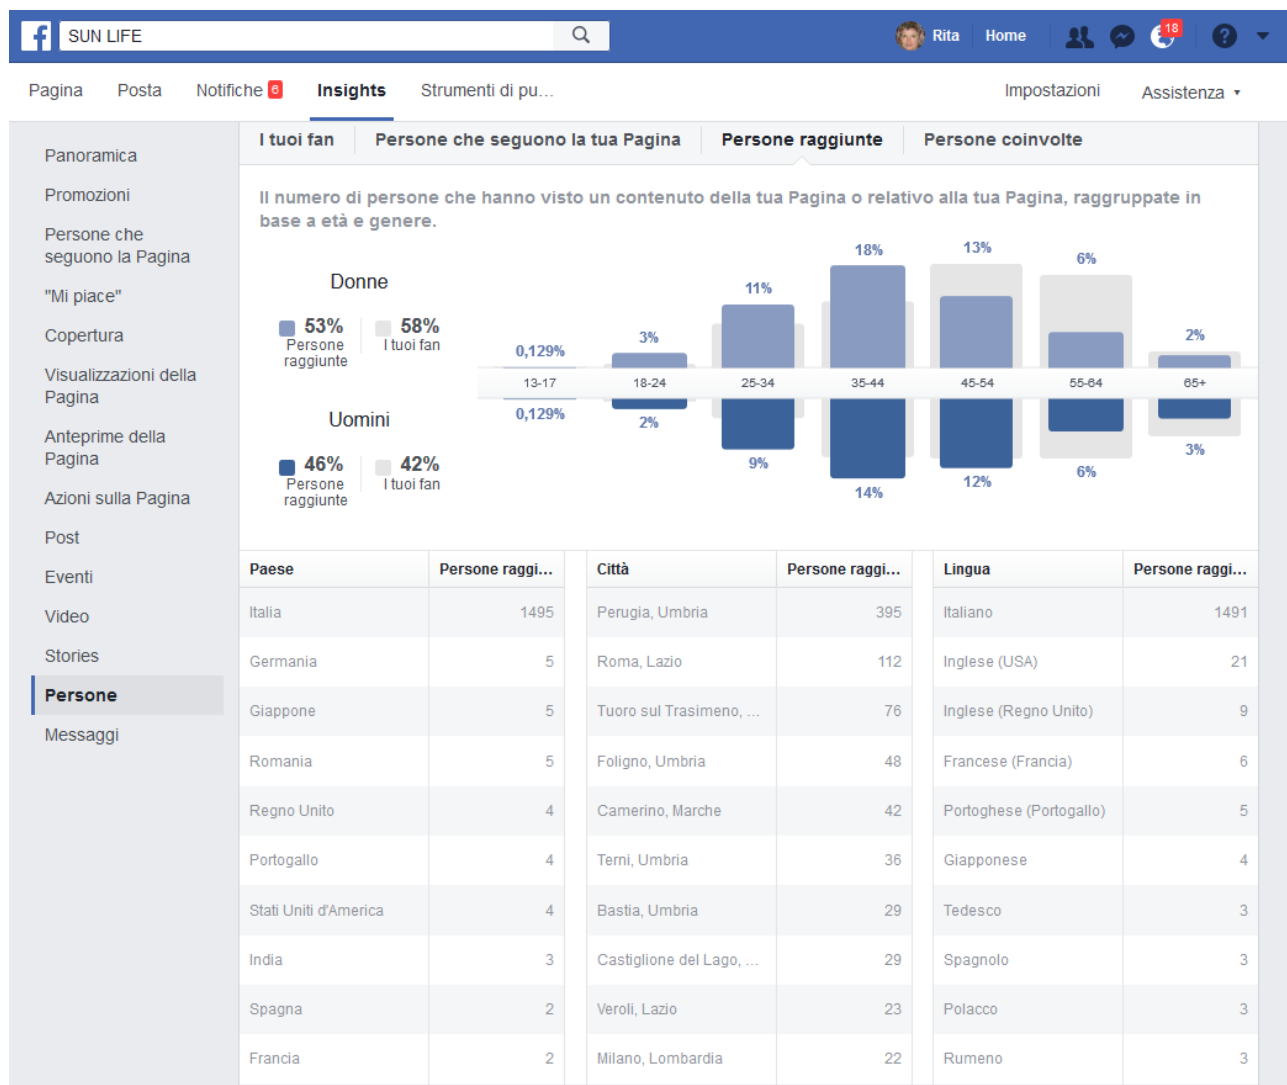 SUN LIFE
Rita Home 18 ?
Pagina Posta Notifiche 6 Insights Strumenti di pu... Impostazioni Assistenza
Panoramica
Promozioni
Persone che
seguono la Pagina
"Mi piace"
Copertura
Visualizzazioni della
Pagina
Anteprime della
Pagina
Azioni sulla Pagina
Post
Eventi
Video
Stories
Persone
Messaggi
I tuoi fan Persone che seguono la tua Pagina Persone raggiunte Persone coinvolte
Il numero di persone che hanno visto un contenuto della tua Pagina o relativo alla tua Pagina, raggruppate in
base a età e genere.
Donne
53% 58%
Persone I tuoi fan
raggiunte
0,129% 3% 11% 18% 13% 6% 2%
13-17 18-24 25-34 35-44 45-54 55-64 65+
0,129% 2% 9% 14% 12% 6% 3%
Uomini
46% 42%
Persone I tuoi fan
raggiunte
Paese Persone raggi... Città Persone raggi... Lingua Persone raggi...
Italia 1495 Perugia, Umbria 395 Italiano 1491
Germania 5 Roma, Lazio 112 Inglese (USA) 21
Giappone 5 Tuoro sul Trasimeno, ... 76 Inglese (Regno Unito) 9
Romania 5 Foligno, Umbria 48 Francese (Francia) 6
Regno Unito 4 Camerino, Marche 42 Portoghese (Portogallo) 5
Portogallo 4 Terni, Umbria 36 Giapponese 4
Stati Uniti d'America 4 Bastia, Umbria 29 Tedesco 3
India 3 Castiglione del Lago, ... 29 Spagnolo 3
Spagna 2 Veroli, Lazio 23 Polacco 3
Francia 2 Milano, Lombardia 22 Rumeno 3